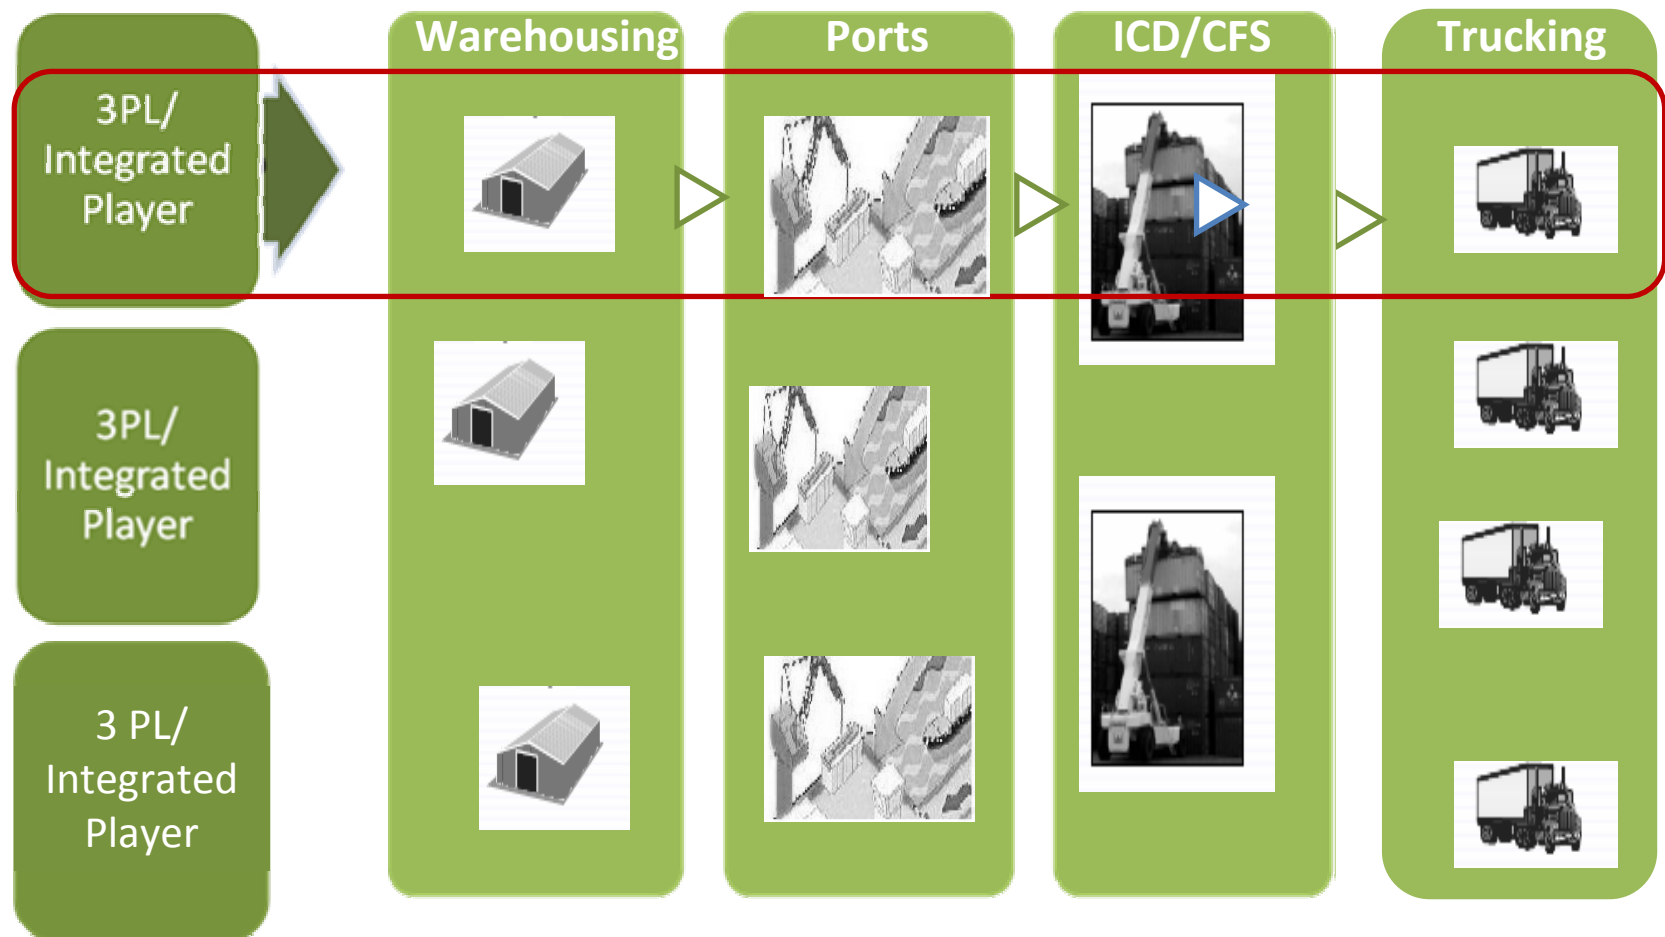 Warehousing
Ports
ICD/CFS
Trucking
3PL/
Integrated
Player
3PL/
Integrated
Player
3 PL/
Integrated
Player